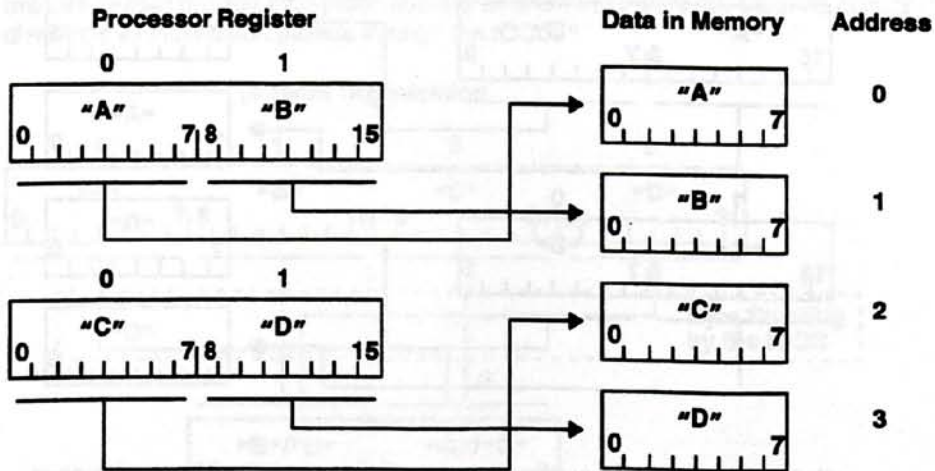 Processor Register Data in Memory Address
0 1
"A" "B"
0 7 8 15
"A"
0 7
0
"B"
0 7
1
0 1
"C" "D"
0 7 8 15
"C"
0 7
2
"D"
0 7
3